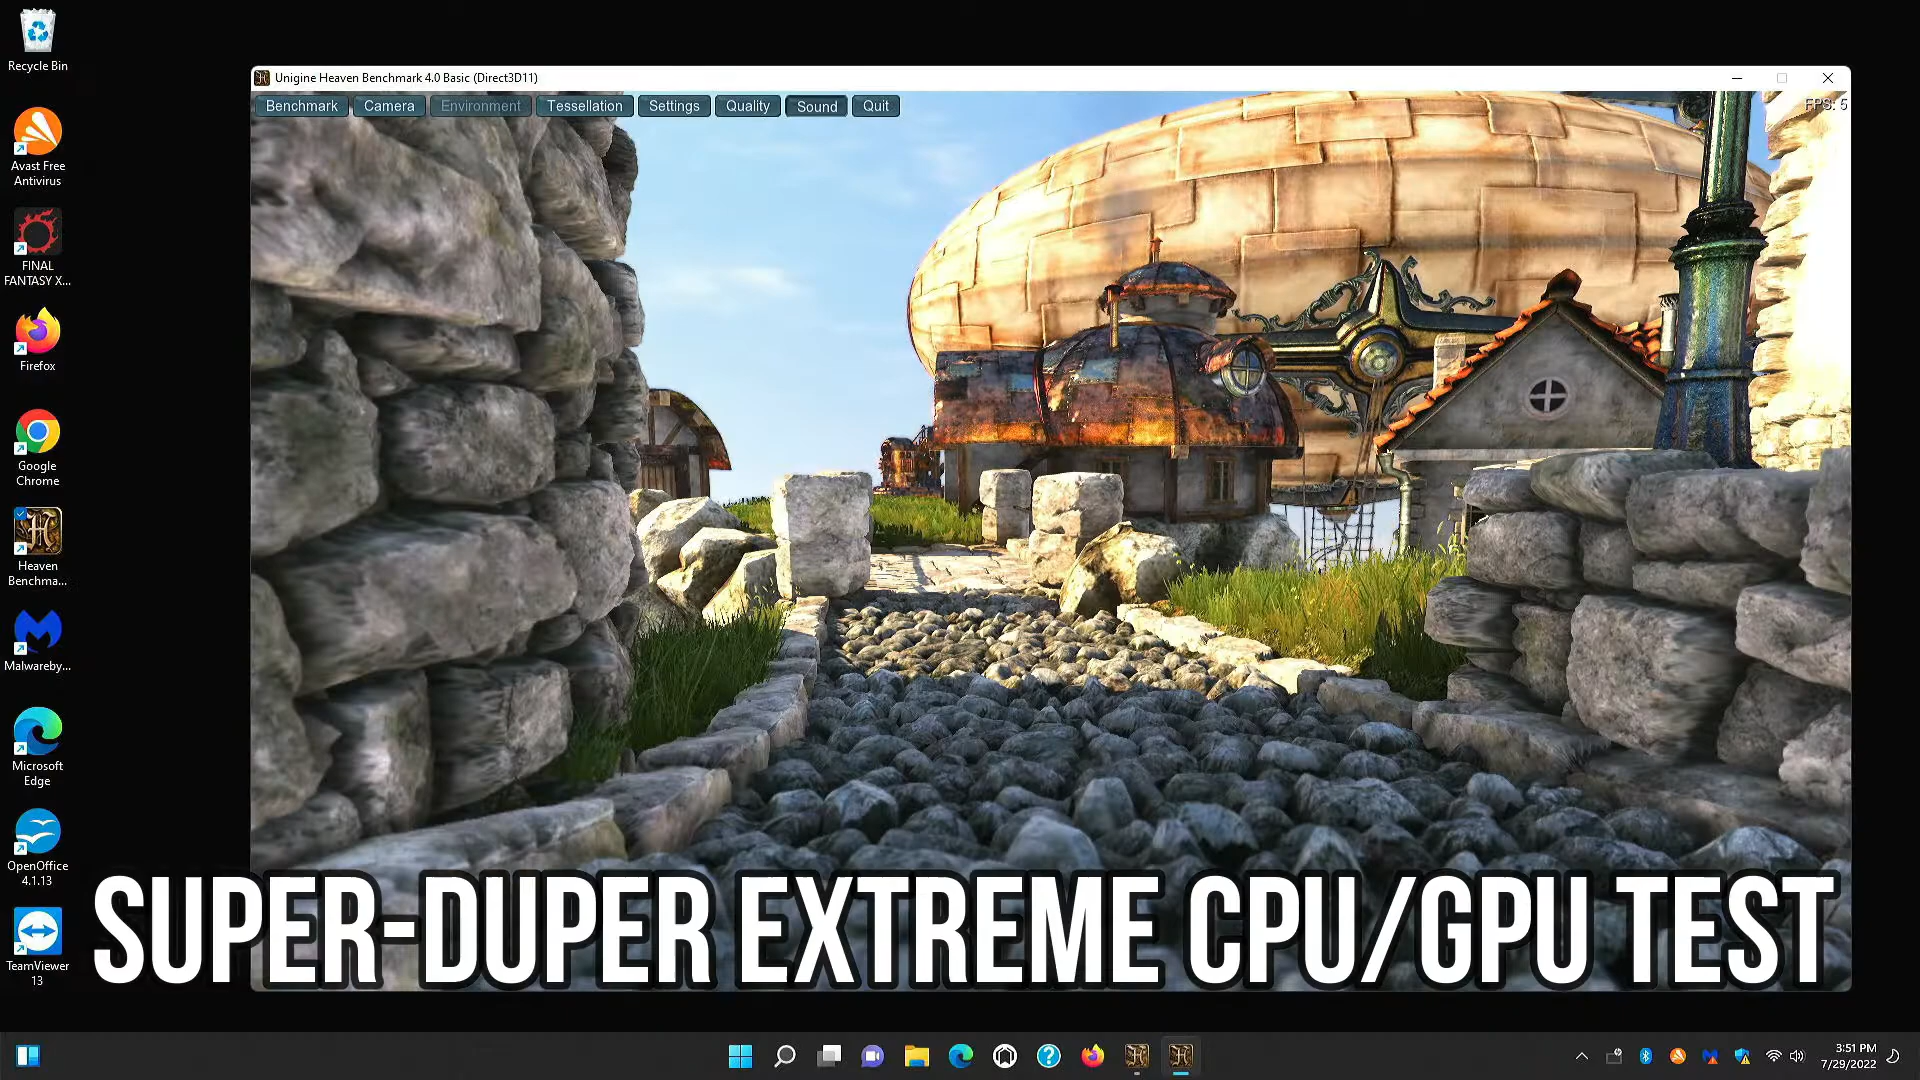 Recycle Bin
Avast Free
Antivirus
FINAL
FANTASY X...
Firefox
Google
Chrome
Heaven
Benchma...
Malwareby...
Microsoft
Edge
OpenOffice
4.1.13
TeamViewer
13
Unigine Heaven Benchmark 4.0 Basic (Direct3D11)
Benchmark Camera Environment Tessellation Settings Quality Sound Quit
FPS: 5
SUPER-DUPER EXTREME CPU/GPU TEST
3:51 PM
7/29/2022